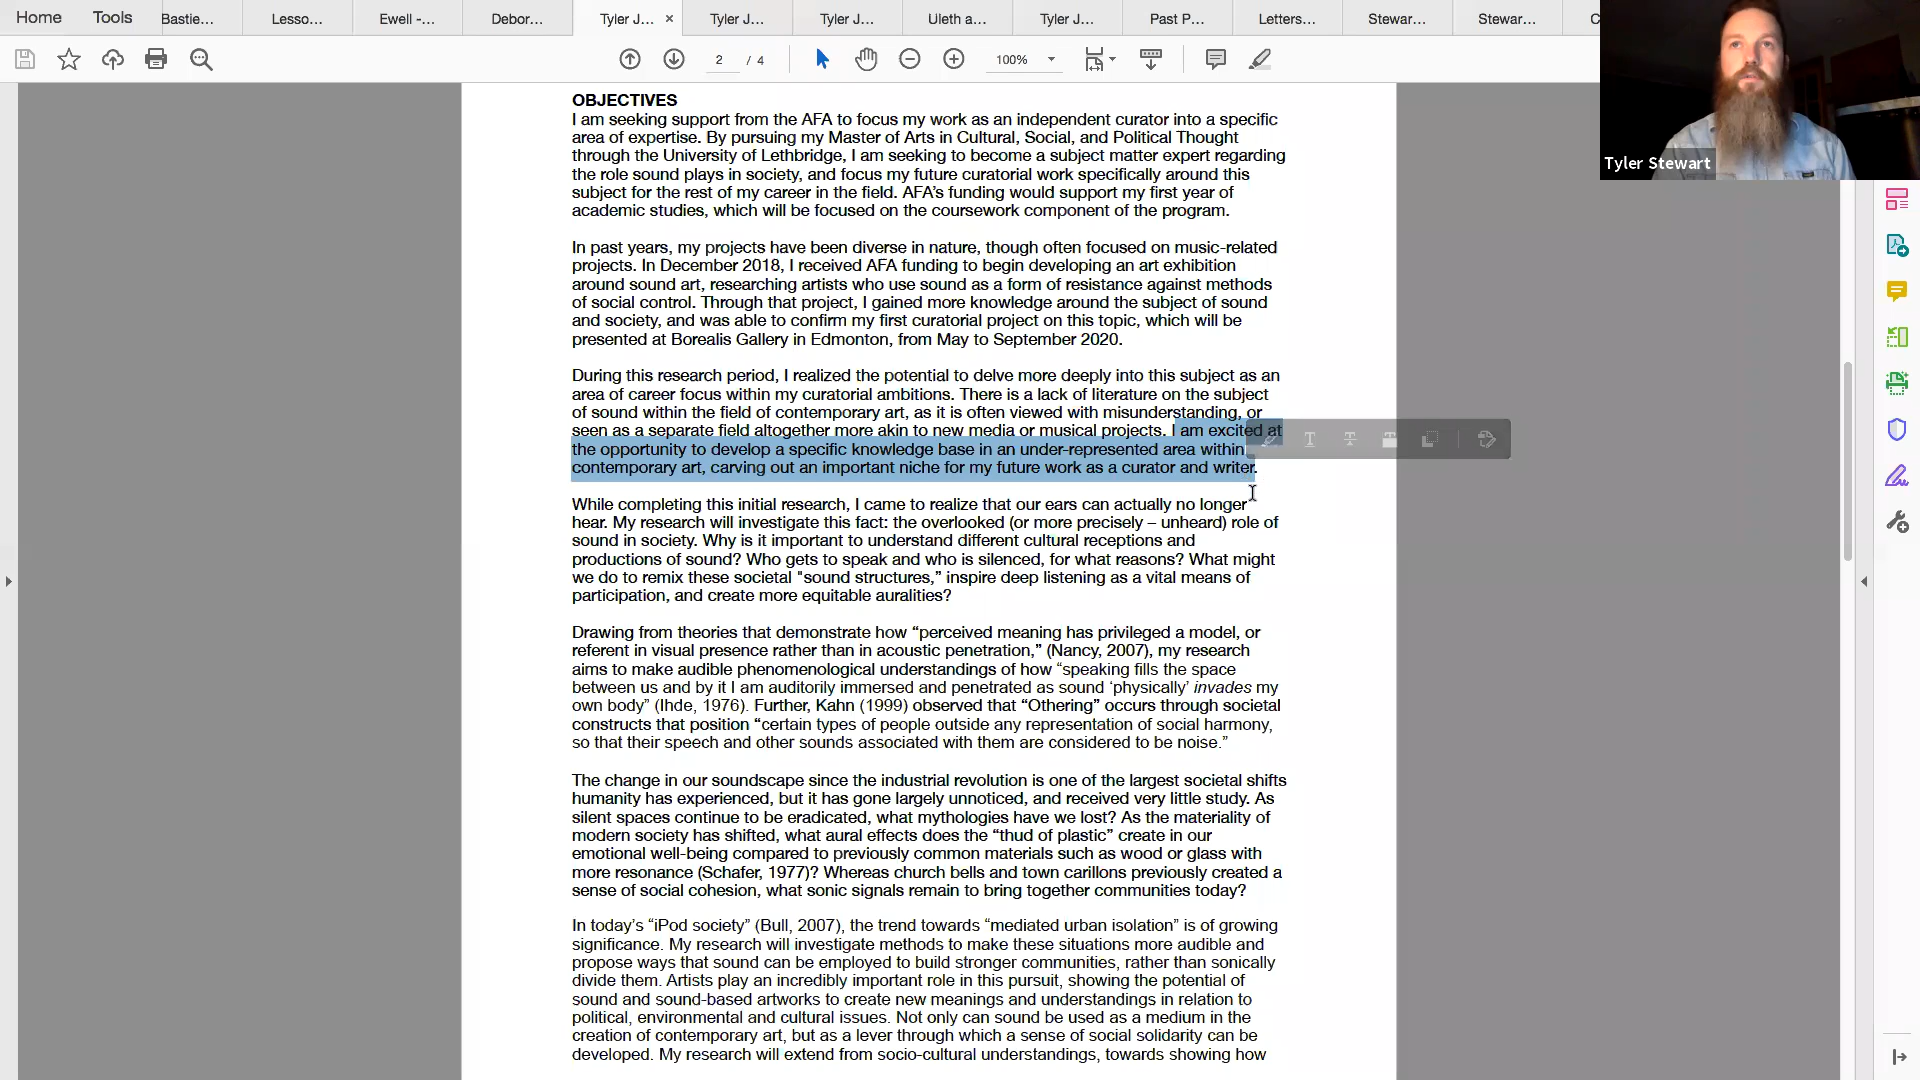 Home
Tools
Bastie...
Lesso...
Ewell -...
Debor...
Tyler J... ×
Tyler J...
Tyler J...
Uleth a...
Tyler J...
Past P...
Letters...
Stewar...
Stewar...
C
2 / 4
100%
Tyler Stewart
OBJECTIVES
I am seeking support from the AFA to focus my work as an independent curator into a specific
area of expertise. By pursuing my Master of Arts in Cultural, Social, and Political Thought
through the University of Lethbridge, I am seeking to become a subject matter expert regarding
the role sound plays in society, and focus my future curatorial work specifically around this
subject for the rest of my career in the field. AFA's funding would support my first year of
academic studies, which will be focused on the coursework component of the program.
In past years, my projects have been diverse in nature, though often focused on music-related
projects. In December 2018, I received AFA funding to begin developing an art exhibition
around sound art, researching artists who use sound as a form of resistance against methods
of social control. Through that project, I gained more knowledge around the subject of sound
and society, and was able to confirm my first curatorial project on this topic, which will be
presented at Borealis Gallery in Edmonton, from May to September 2020.
During this research period, I realized the potential to delve more deeply into this subject as an
area of career focus within my curatorial ambitions. There is a lack of literature on the subject
of sound within the field of contemporary art, as it is often viewed with misunderstanding, or
seen as a separate field altogether more akin to new media or musical projects. I am excited at
the opportunity to develop a specific knowledge base in an under-represented area within
contemporary art, carving out an important niche for my future work as a curator and writer.
While completing this initial research, I came to realize that our ears can actually no longer
hear. My research will investigate this fact: the overlooked (or more precisely – unheard) role of
sound in society. Why is it important to understand different cultural receptions and
productions of sound? Who gets to speak and who is silenced, for what reasons? What might
we do to remix these societal "sound structures,” inspire deep listening as a vital means of
participation, and create more equitable auralities?
Drawing from theories that demonstrate how “perceived meaning has privileged a model, or
referent in visual presence rather than in acoustic penetration,” (Nancy, 2007), my research
aims to make audible phenomenological understandings of how “speaking fills the space
between us and by it I am auditorily immersed and penetrated as sound ‘physically’ invades my
own body” (Ihde, 1976). Further, Kahn (1999) observed that “Othering” occurs through societal
constructs that position “certain types of people outside any representation of social harmony,
so that their speech and other sounds associated with them are considered to be noise.”
The change in our soundscape since the industrial revolution is one of the largest societal shifts
humanity has experienced, but it has gone largely unnoticed, and received very little study. As
silent spaces continue to be eradicated, what mythologies have we lost? As the materiality of
modern society has shifted, what aural effects does the “thud of plastic” create in our
emotional well-being compared to previously common materials such as wood or glass with
more resonance (Schafer, 1977)? Whereas church bells and town carillons previously created a
sense of social cohesion, what sonic signals remain to bring together communities today?
In today's “iPod society” (Bull, 2007), the trend towards “mediated urban isolation” is of growing
significance. My research will investigate methods to make these situations more audible and
propose ways that sound can be employed to build stronger communities, rather than sonically
divide them. Artists play an incredibly important role in this pursuit, showing the potential of
sound and sound-based artworks to create new meanings and understandings in relation to
political, environmental and cultural issues. Not only can sound be used as a medium in the
creation of contemporary art, but as a lever through which a sense of social solidarity can be
developed. My research will extend from socio-cultural understandings, towards showing how